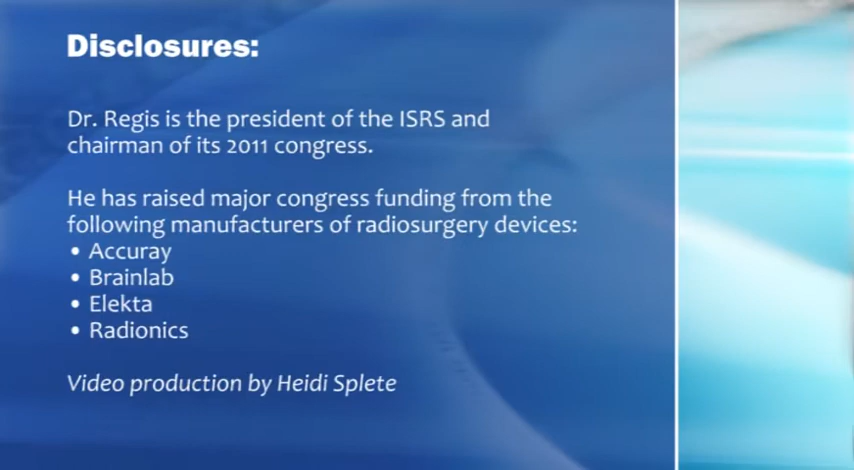 Disclosures:
Dr. Regis is the president of the ISRS and
chairman of its 2011 congress.
He has raised major congress funding from the
following manufacturers of radiosurgery devices:
• Accuray
• Brainlab
• Elekta
• Radionics
Video production by Heidi Splete